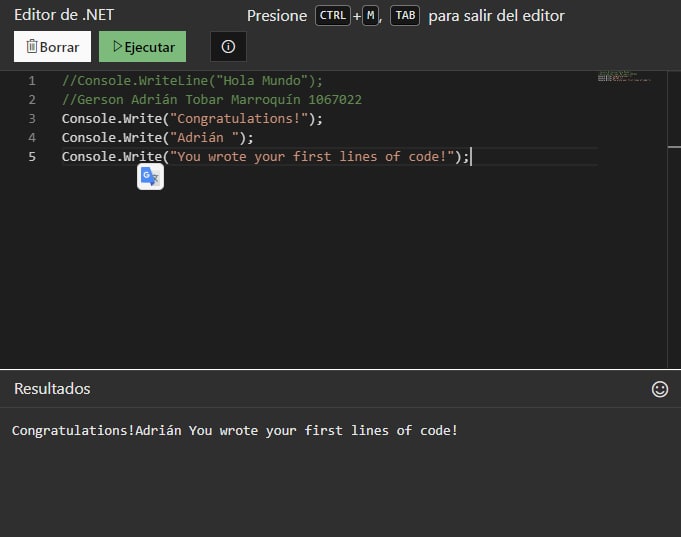 Editor de .NET
Presione CTRL + M, TAB para salir del editor
Borrar
Ejecutar
1 //Console.WriteLine("Hola Mundo");
2 //Gerson Adrián Tobar Marroquín 1067022
3 Console.Write("Congratulations!");
4 Console.Write("Adrián ");
5 Console.Write("You wrote your first lines of code!");
Resultados
Congratulations!Adrián You wrote your first lines of code!